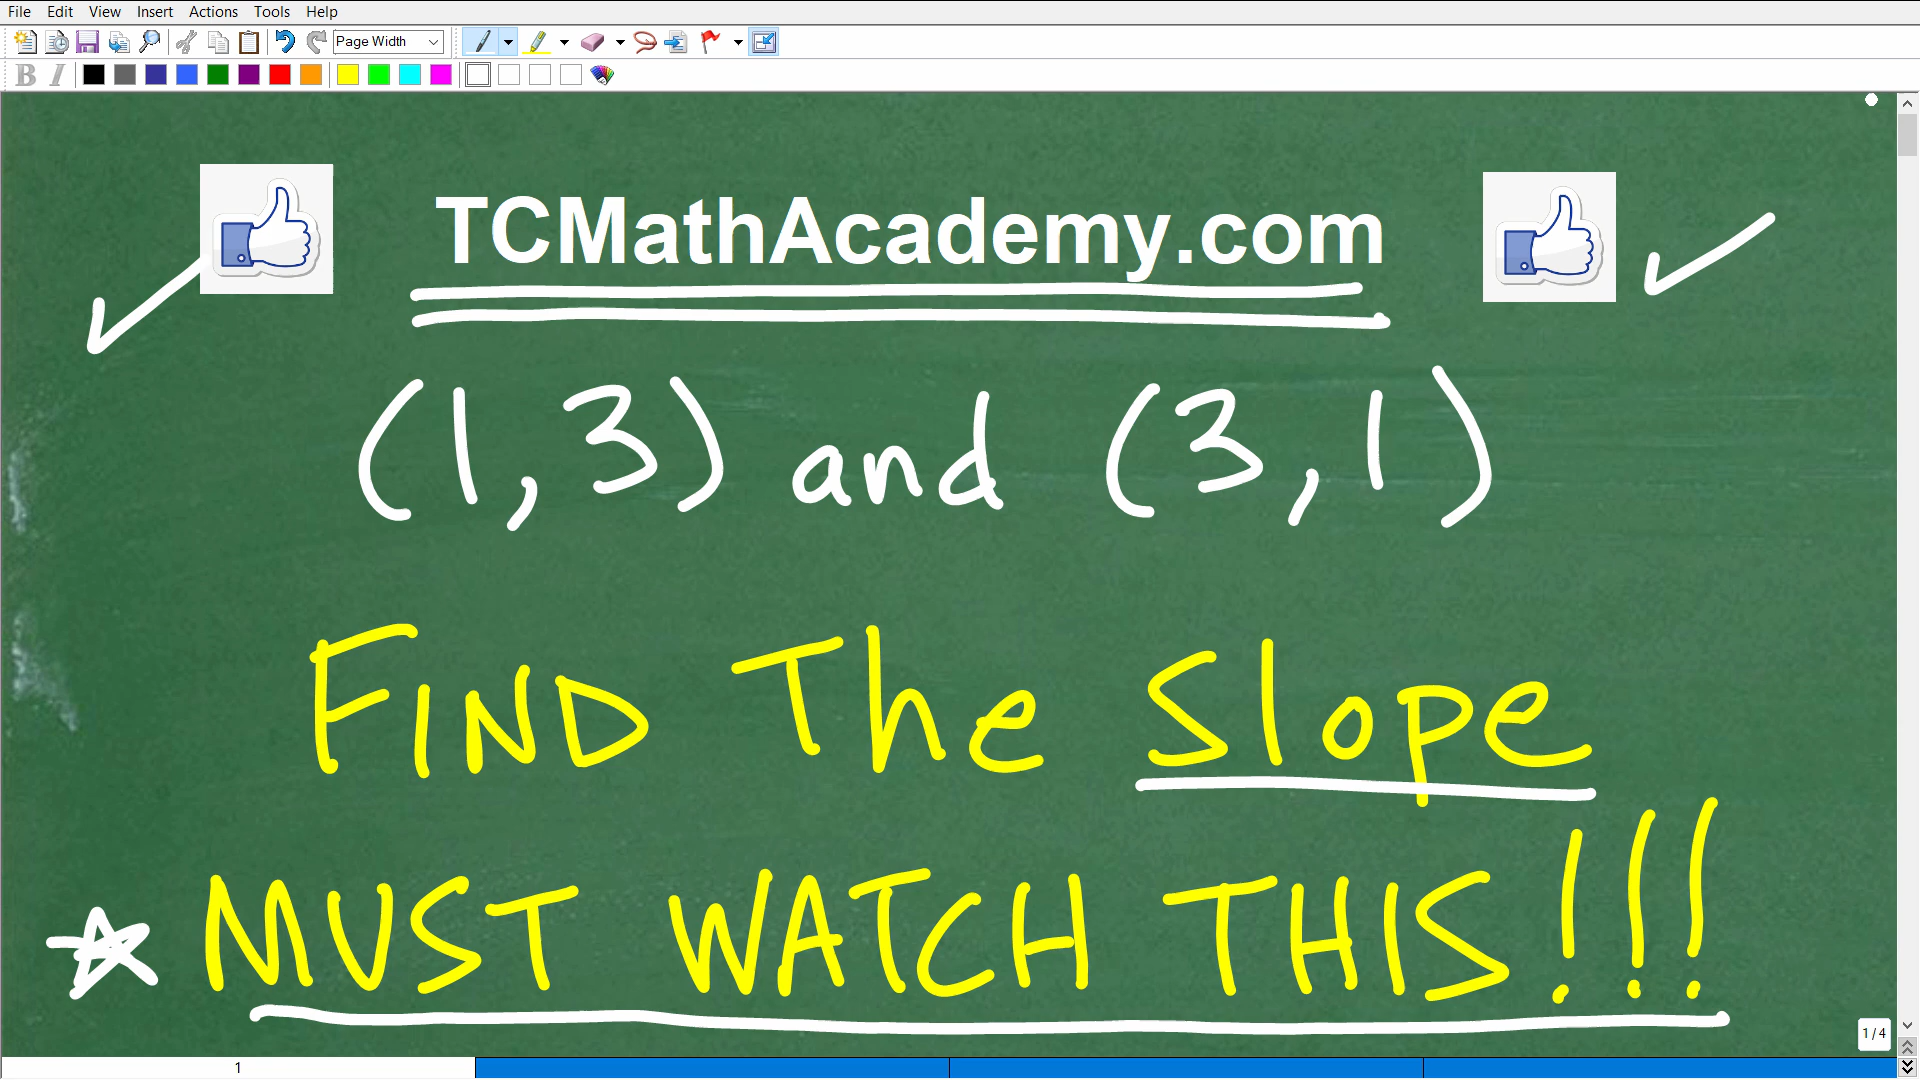 File Edit View Insert Actions Tools Help
Page Width
B I
TCMathAcademy.com
(1,3) and (3,1)
FIND The Slope
MUST WATCH THIS!!!
1 / 4
1